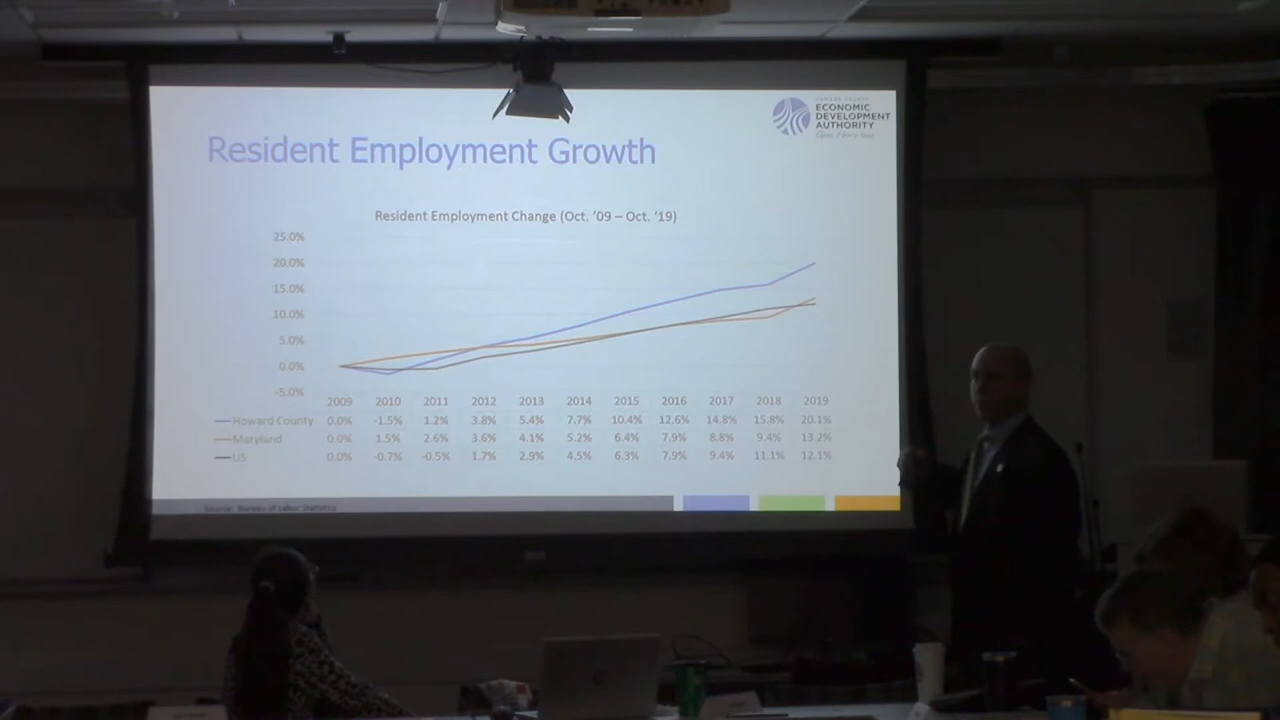 HOWARD COUNTY
ECONOMIC
DEVELOPMENT
AUTHORITY
Resident Employment Growth
Resident Employment Change (Oct. '09 – Oct. '19)
25.0%
20.0%
15.0%
10.0%
5.0%
0.0%
-5.0%
2009 2010 2011 2012 2013 2014 2015 2016 2017 2018 2019
Howard County 0.0% -1.5% 1.2% 3.8% 5.4% 7.7% 10.4% 12.6% 14.8% 15.8% 20.1%
Maryland 0.0% 1.5% 2.6% 3.6% 4.1% 5.2% 6.4% 7.9% 8.8% 9.4% 13.2%
US 0.0% -0.7% -0.5% 1.7% 2.9% 4.5% 6.3% 7.9% 9.4% 11.1% 12.1%
Source: Bureau of Labor Statistics